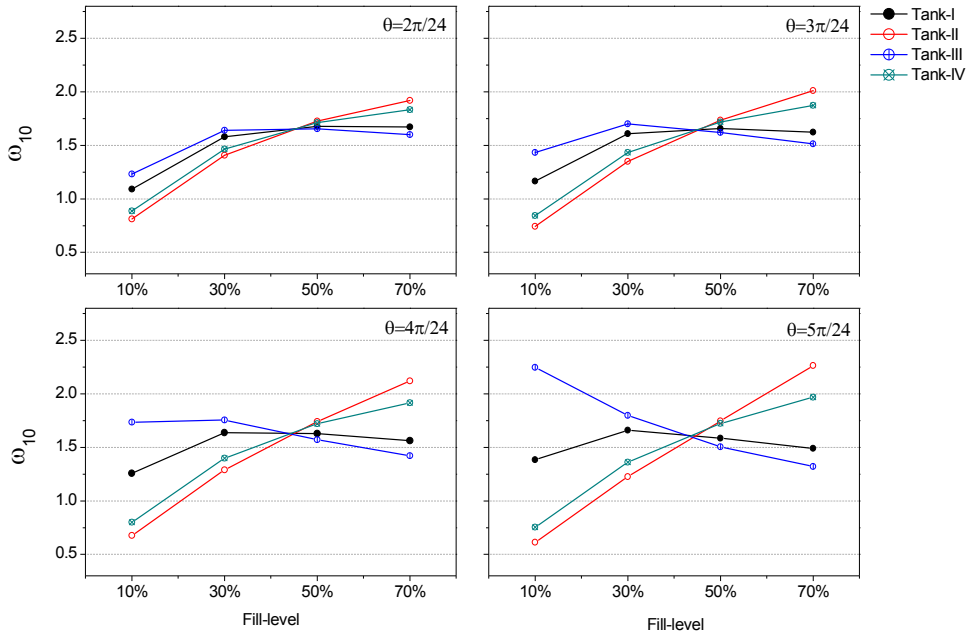 θ=2π/24
2.5
2.0
1.5
1.0
0.5
ω10
10% 30% 50% 70%
θ=3π/24
10% 30% 50% 70%
Tank-I
Tank-II
Tank-III
Tank-IV
θ=4π/24
2.5
2.0
1.5
1.0
0.5
ω10
10% 30% 50% 70%
Fill-level
θ=5π/24
10% 30% 50% 70%
Fill-level